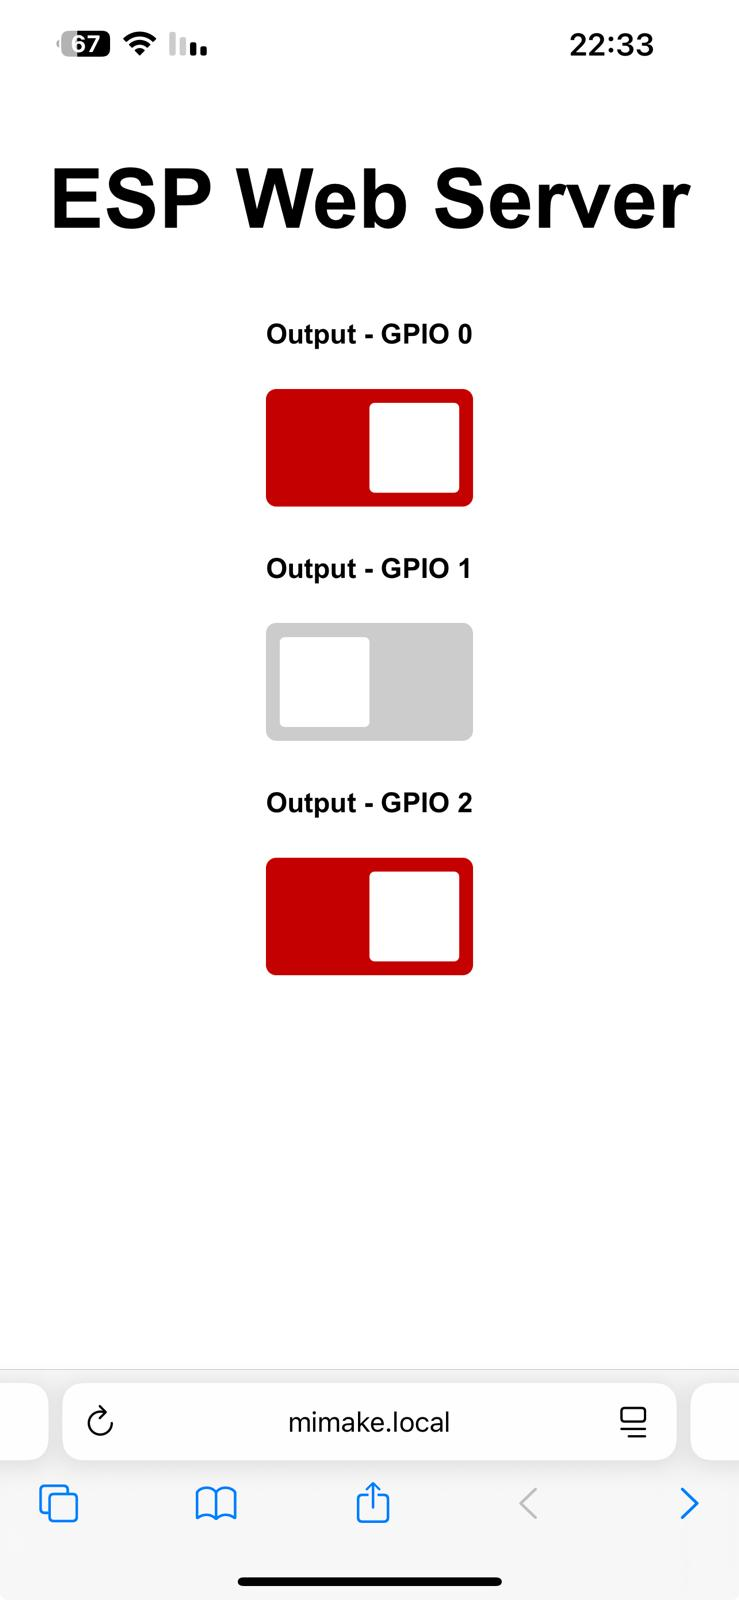 67
22:33
ESP Web Server
Output - GPIO 0
Output - GPIO 1
Output - GPIO 2
mimake.local